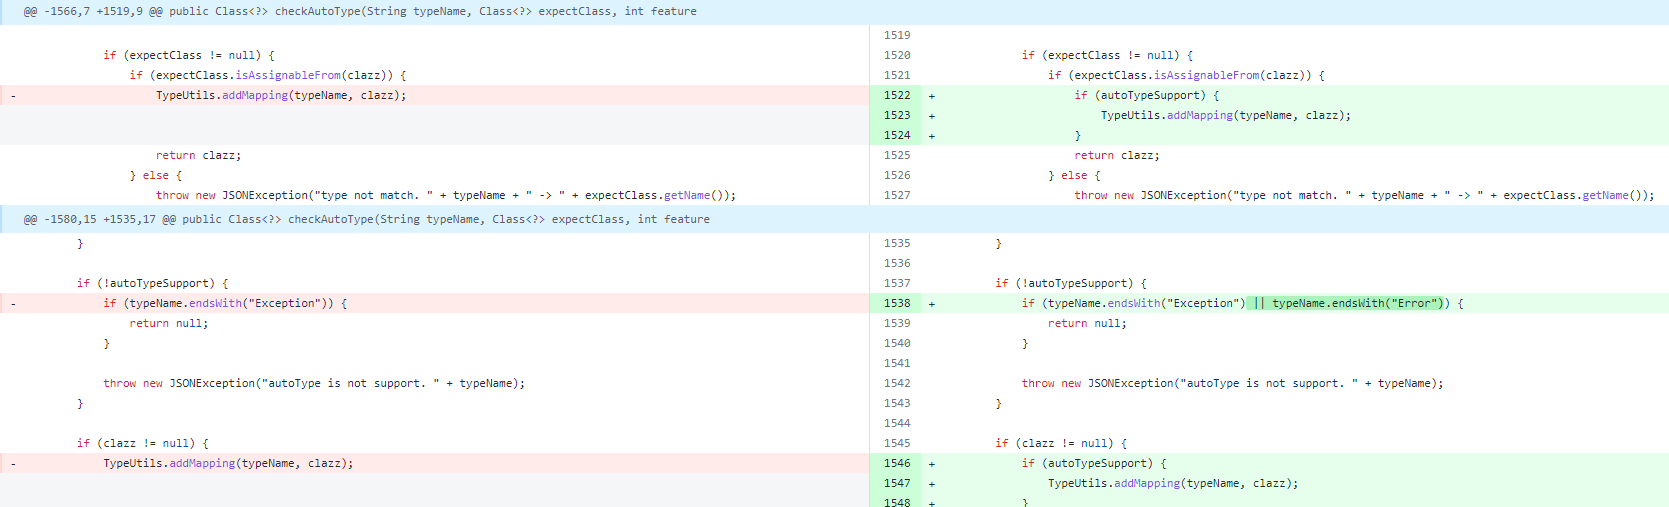 @@ -1566,7 +1519,9 @@ public Class<?> checkAutoType(String typeName, Class<?> expectClass, int feature
if (expectClass != null) {
if (expectClass.isAssignableFrom(clazz)) {
- TypeUtils.addMapping(typeName, clazz);
return clazz;
} else {
throw new JSONException("type not match. " + typeName + " -> " + expectClass.getName());
1519
1520 if (expectClass != null) {
1521 if (expectClass.isAssignableFrom(clazz)) {
1522 + if (autoTypeSupport) {
1523 + TypeUtils.addMapping(typeName, clazz);
1524 + }
1525 return clazz;
1526 } else {
1527 throw new JSONException("type not match. " + typeName + " -> " + expectClass.getName());
@@ -1580,15 +1535,17 @@ public Class<?> checkAutoType(String typeName, Class<?> expectClass, int feature
}
if (!autoTypeSupport) {
- if (typeName.endsWith("Exception")) {
return null;
}
throw new JSONException("autoType is not support. " + typeName);
}
if (clazz != null) {
- TypeUtils.addMapping(typeName, clazz);
1535 }
1536
1537 if (!autoTypeSupport) {
1538 + if (typeName.endsWith("Exception") || typeName.endsWith("Error")) {
1539 return null;
1540 }
1541
1542 throw new JSONException("autoType is not support. " + typeName);
1543 }
1544
1545 if (clazz != null) {
1546 + if (autoTypeSupport) {
1547 + TypeUtils.addMapping(typeName, clazz);
1548 + }